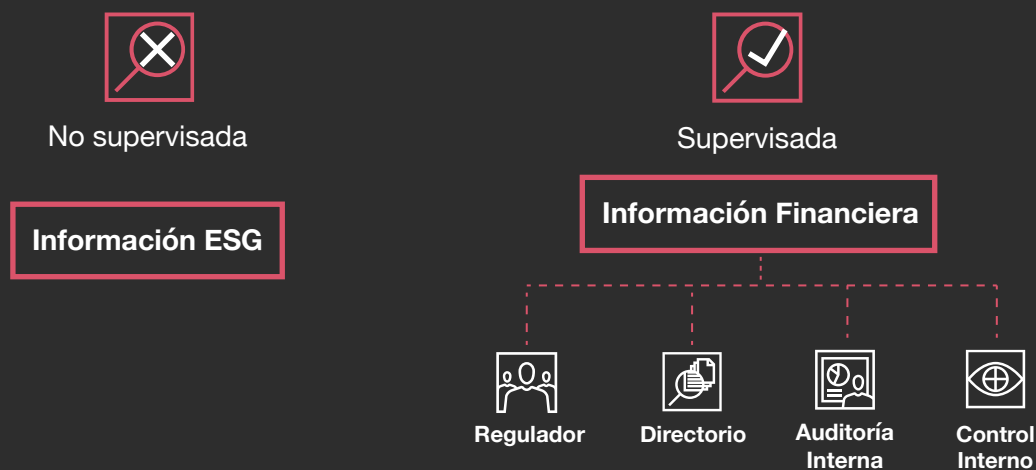 No supervisada
Información ESG
Supervisada
Información Financiera
Regulador
Directorio
Auditoría
Interna
Control
Interno